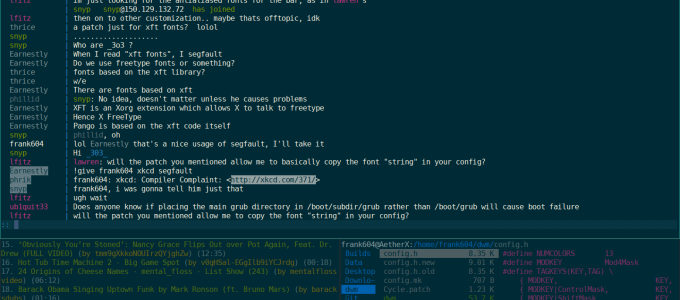 lfitz | im just looking for the antialiased fonts for the bar, as in lawren's
snyp snyp@150.129.132.72 has joined
lfitz | then on to other customization.. maybe thats offtopic, idk
thrice | a patch just for xft fonts? lolol
snyp | ....................
snyp | Who are _3o3 ?
Earnestly | When I read "xft fonts", I segfault
Earnestly | Do we use freetype fonts or something?
thrice | fonts based on the xft library?
thrice | w/e
Earnestly | There are fonts based on xft
phillid | snyp: No idea, doesn't matter unless he causes problems
Earnestly | XFT is an Xorg extension which allows X to talk to freetype
Earnestly | Hence X FreeType
Earnestly | Pango is based on the xft code itself
snyp | phillid, oh
frank604 | lol Earnestly that's a nice usage of segfault, I'll take it
snyp | Hi _303_
lfitz | lawren: will the patch you mentioned allow me to basically copy the font "string" in your config?
Earnestly | !give frank604 xkcd segfault
phrik | frank604: xkcd: Compiler Complaint: <http://xkcd.com/371/>
snyp | frank604, i was gonna tell him just that
lfitz | ugh wait
ublquit33 | Does anyone know if placing the main grub directory in /boot/subdir/grub rather than /boot/grub will cause boot failure
lfitz | will the patch you mentioned allow me to copy the font "string" in your config?
15. 'Obviously You're Stoned': Nancy Grace Flips Out over Pot Again, Feat. Dr.
Drew (FULL VIDEO) (by
(12:35)
16. Hot Tub Time Machine 2 - Big Game Spot (by
(00:10)
17. 24 Origins of Cheese Names - mental_floss - List Show (243) (by mentalfloss
video) (06:12)
18. Barack Obama Singing Uptown Funk by Mark Ronson (ft. Bruno Mars) (by barack
(01:16)
frank604@AetherX:/home/frank604/dwm/config.h
Builds config.h 8.35 K #define NUMCOLORS 13
Data config.h.new 9.01 K #define MODKEY Mod4Mask
Desktop config.h.old 8.35 K #define TAGKEYS(KEY,TAG) \
Downlo~ config.mk 707 0 { MODKEY, KEY,
dwm Cycle.patch 1.23 K { MODKEY|ControlMask, KEY,
Git dwm 53.7 K { MODKEY|ShiftMask, KEY,